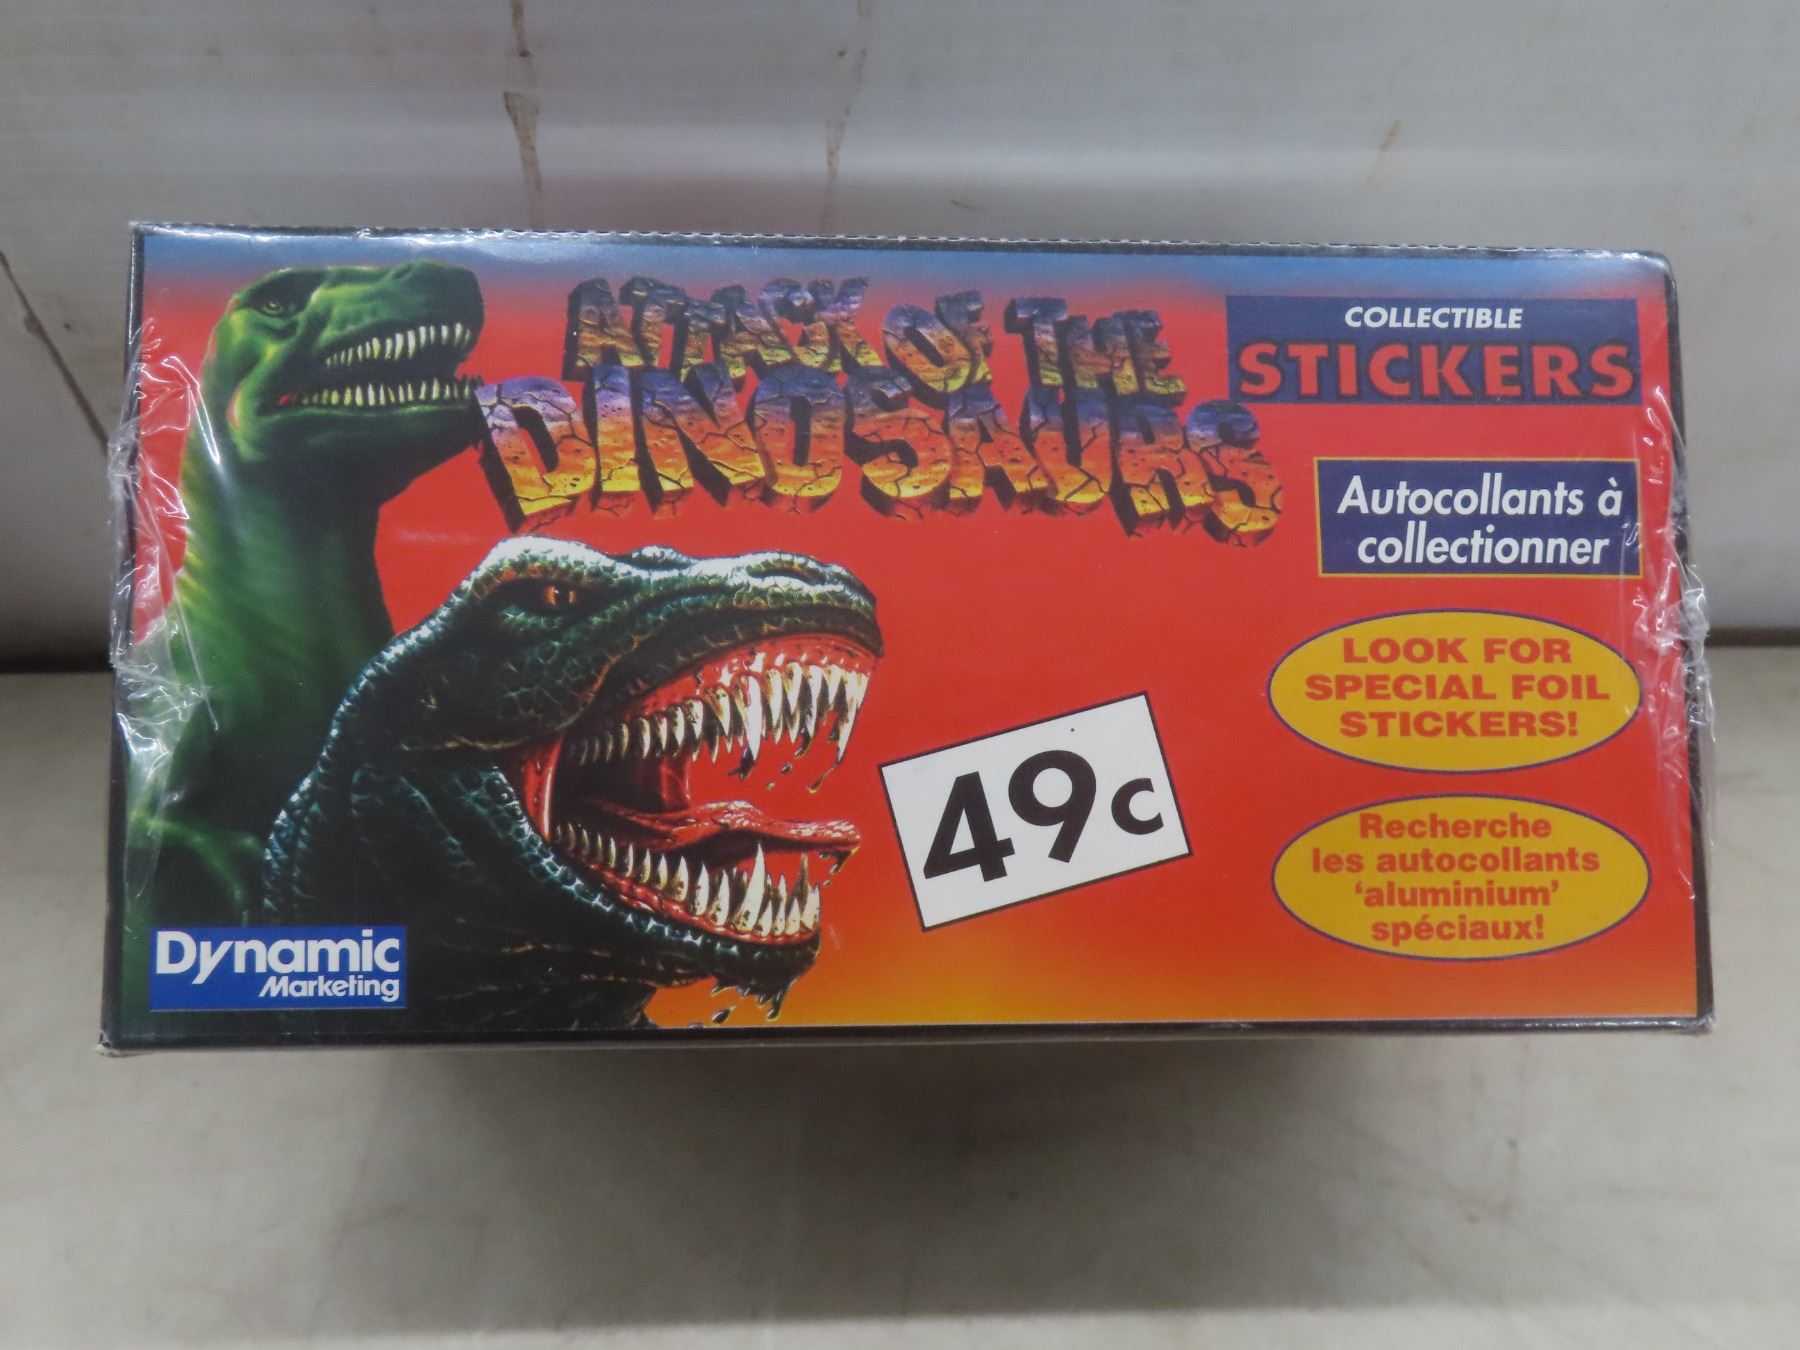 ATTACK OF THE
DINOSAURS
COLLECTIBLE
STICKERS
Autocollants à
collectionner
LOOK FOR
SPECIAL FOIL
STICKERS!
49c
Recherche
les autocollants
'aluminium'
spéciaux!
Dynamic
Marketing